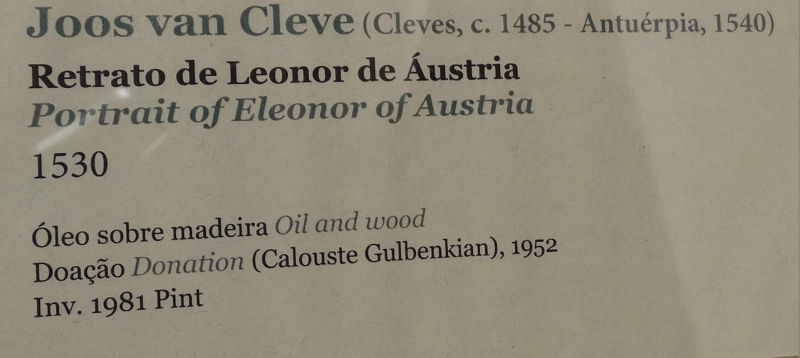 Joos van Cleve (Cleves, c. 1485 - Antuérpia, 1540)
Retrato de Leonor de Áustria
Portrait of Eleonor of Austria
1530
Óleo sobre madeira Oil and wood
Doação Donation (Calouste Gulbenkian), 1952
Inv. 1981 Pint